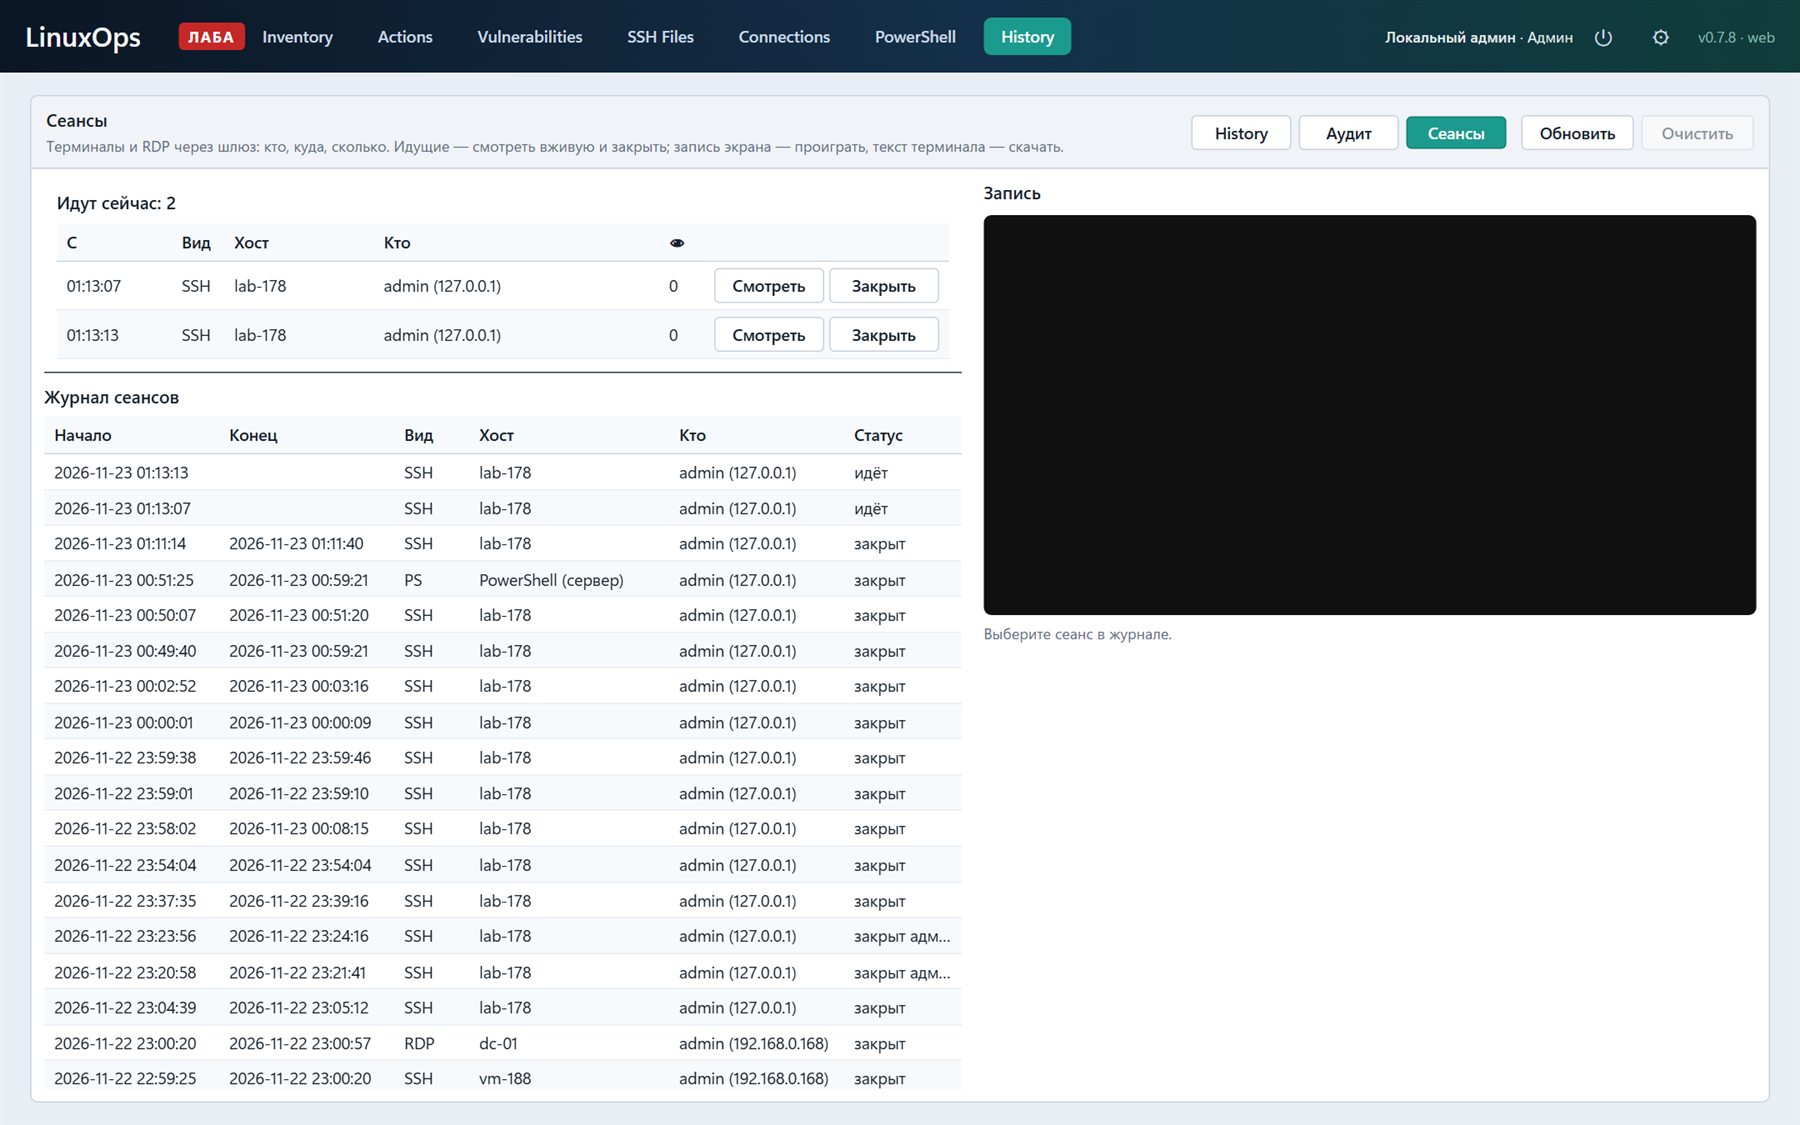 LinuxOps ЛАБА Inventory Actions Vulnerabilities SSH Files Connections PowerShell History Локальный админ · Админ v0.7.8 · web
Сеансы
Терминалы и RDP через шлюз: кто, куда, сколько. Идущие — смотреть вживую и закрыть; запись экрана — проиграть, текст терминала — скачать.
History Аудит Сеансы Обновить Очистить
Идут сейчас: 2
С Вид Хост Кто
01:13:07 SSH lab-178 admin (127.0.0.1) 0 Смотреть Закрыть
01:13:13 SSH lab-178 admin (127.0.0.1) 0 Смотреть Закрыть
Журнал сеансов
Начало Конец Вид Хост Кто Статус
2026-11-23 01:13:13 SSH lab-178 admin (127.0.0.1) идёт
2026-11-23 01:13:07 SSH lab-178 admin (127.0.0.1) идёт
2026-11-23 01:11:14 2026-11-23 01:11:40 SSH lab-178 admin (127.0.0.1) закрыт
2026-11-23 00:51:25 2026-11-23 00:59:21 PS PowerShell (сервер) admin (127.0.0.1) закрыт
2026-11-23 00:50:07 2026-11-23 00:51:20 SSH lab-178 admin (127.0.0.1) закрыт
2026-11-23 00:49:40 2026-11-23 00:59:21 SSH lab-178 admin (127.0.0.1) закрыт
2026-11-23 00:02:52 2026-11-23 00:03:16 SSH lab-178 admin (127.0.0.1) закрыт
2026-11-23 00:00:01 2026-11-23 00:00:09 SSH lab-178 admin (127.0.0.1) закрыт
2026-11-22 23:59:38 2026-11-22 23:59:46 SSH lab-178 admin (127.0.0.1) закрыт
2026-11-22 23:59:01 2026-11-22 23:59:10 SSH lab-178 admin (127.0.0.1) закрыт
2026-11-22 23:58:02 2026-11-23 00:08:15 SSH lab-178 admin (127.0.0.1) закрыт
2026-11-22 23:54:04 2026-11-22 23:54:04 SSH lab-178 admin (127.0.0.1) закрыт
2026-11-22 23:37:35 2026-11-22 23:39:16 SSH lab-178 admin (127.0.0.1) закрыт
2026-11-22 23:23:56 2026-11-22 23:24:16 SSH lab-178 admin (127.0.0.1) закрыт адм...
2026-11-22 23:20:58 2026-11-22 23:21:41 SSH lab-178 admin (127.0.0.1) закрыт адм...
2026-11-22 23:04:39 2026-11-22 23:05:12 SSH lab-178 admin (127.0.0.1) закрыт
2026-11-22 23:00:20 2026-11-22 23:00:57 RDP dc-01 admin (192.168.0.168) закрыт
2026-11-22 22:59:25 2026-11-22 23:00:20 SSH vm-188 admin (192.168.0.168) закрыт
Запись
Выберите сеанс в журнале.